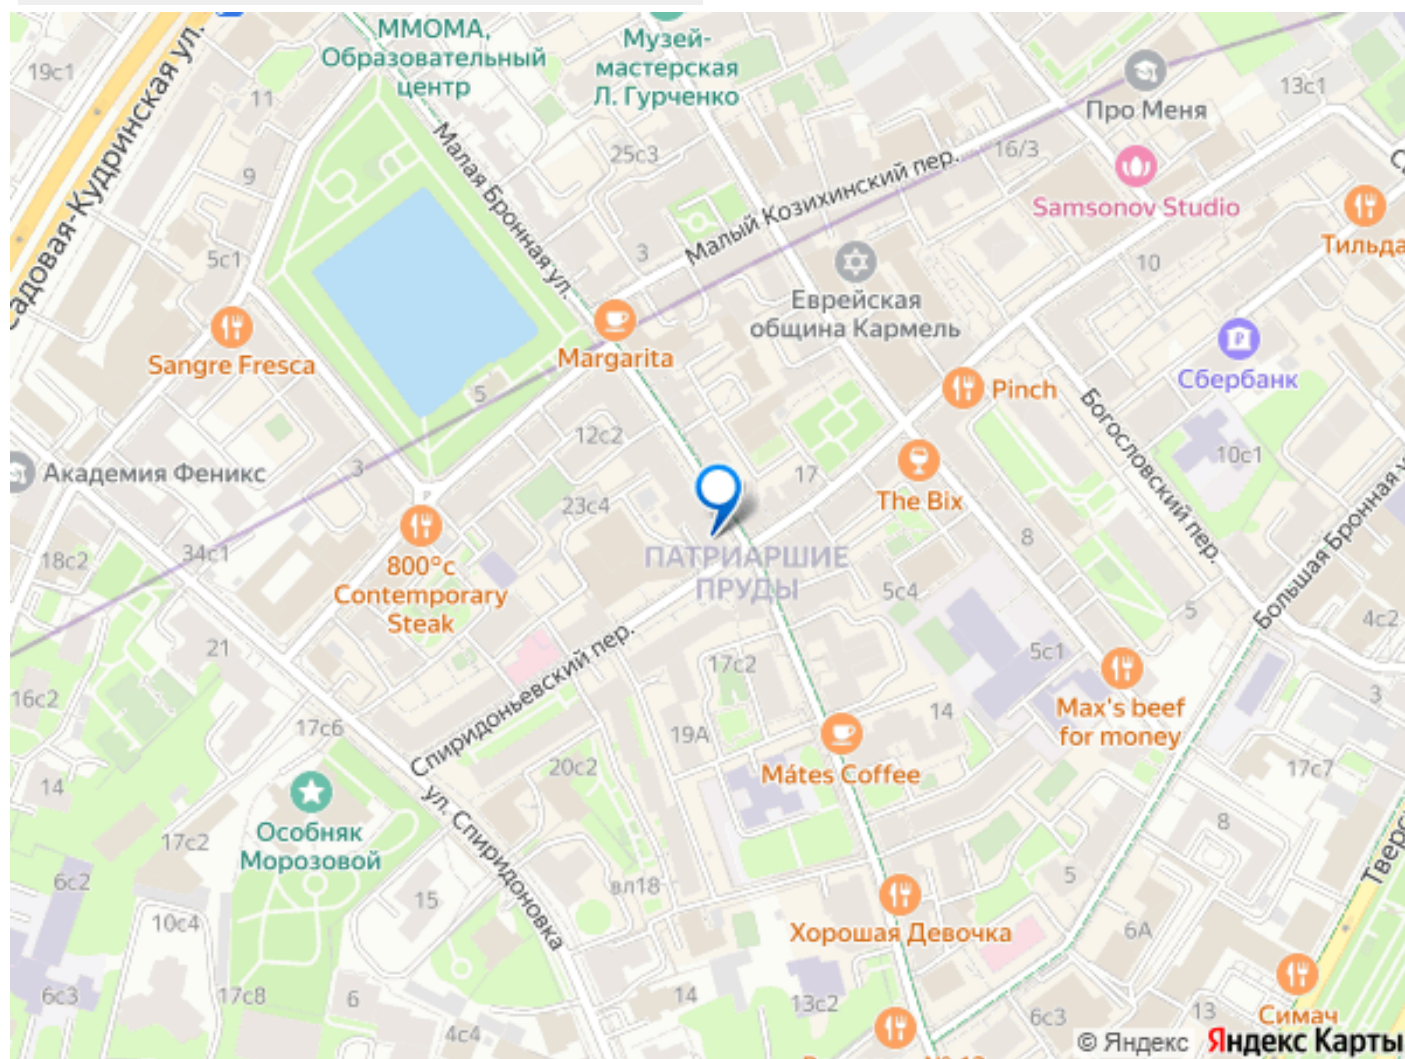 ММОМА,
Образовательный
центр
Музей-
мастерская
Л. Гурченко
19с1
11
9
5с1
Садовая-Кудринская ул.
Малая Бронная ул.
25с3
3
Малый Козихинский пер.
16/3
Про Меня
13с1
Samsonov Studio
Тильда
10
Еврейская
община Кармель
Sangre Fresca
Margarita
5
Сбербанк
Pinch
12с2
Богословский пер.
10с1
Академия Феникс
3
17
The Bix
23с4
8
Большая Бронная
18с2
34с1
800°с
Contemporary
Steak
ПАТРИАРШИЕ
ПРУДЫ
5с4
5
4с2
21
Спиридоньевский пер.
17с2
5с1
3
16с2
17с6
19А
14
Max's beef
for money
Mátes Coffee
20с2
17с7
14
ул. Спиридоновка
Особняк
Морозовой
17с2
8
6с2
15
вл18
5
10с4
Хорошая Девочка
6А
6с3
17с8
6
4с4
14
13с2
6с3
13
Симач
© Яндекс Яндекс Карты